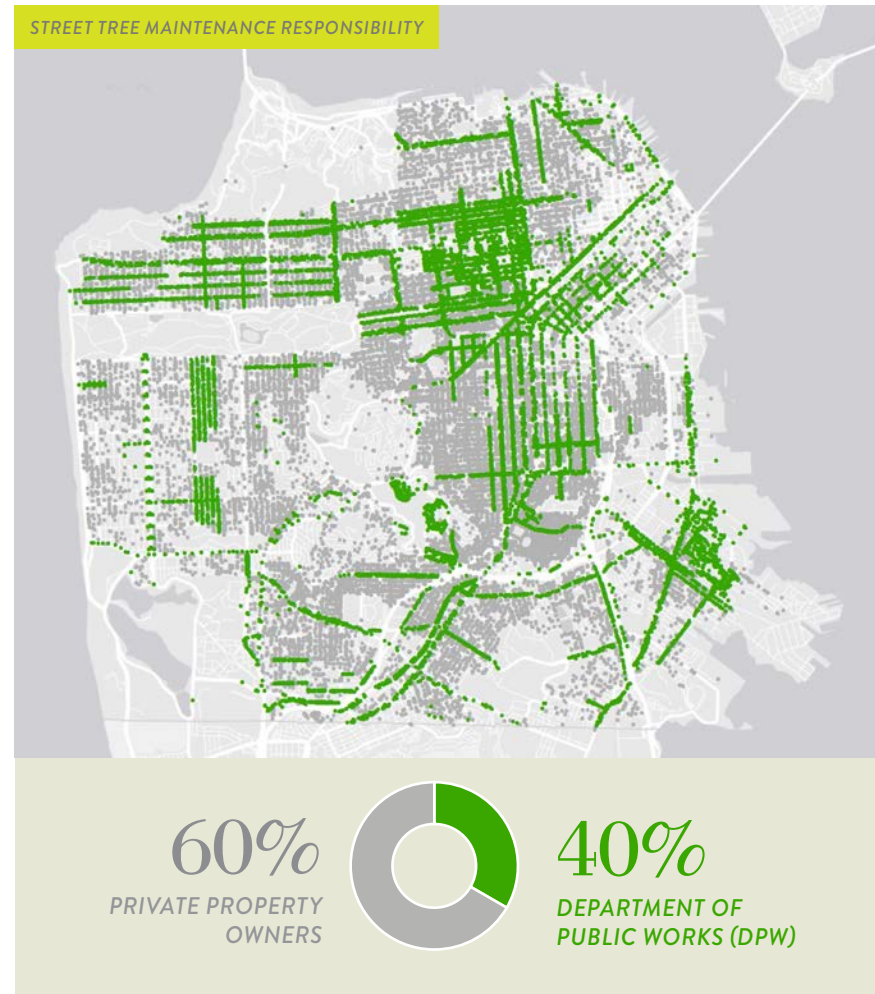 STREET TREE MAINTENANCE RESPONSIBILITY
60%
PRIVATE PROPERTY
OWNERS
40%
DEPARTMENT OF
PUBLIC WORKS (DPW)